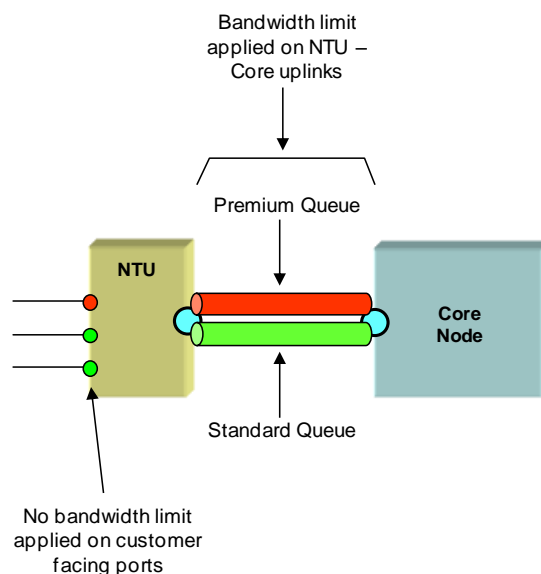 Bandwidth limit
applied on NTU –
Core uplinks
Premium Queue
NTU
Core
Node
Standard Queue
No bandwidth limit
applied on customer
facing ports